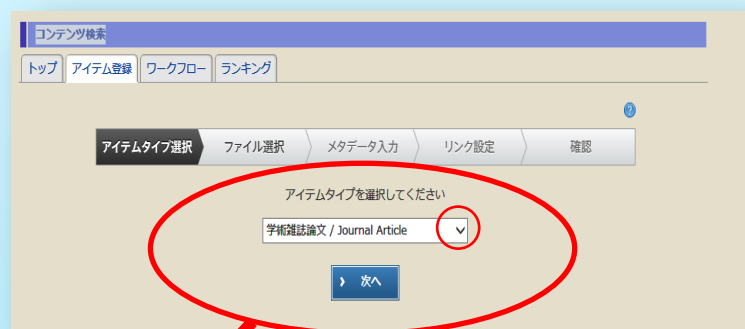 コンテンツ検索
トップ アイテム登録 ワークフロー ランキング
アイテムタイプ選択 ファイル選択 メタデータ入力 リンク設定 確認
アイテムタイプを選択してください
学術雑誌論文 / Journal Article
次へ